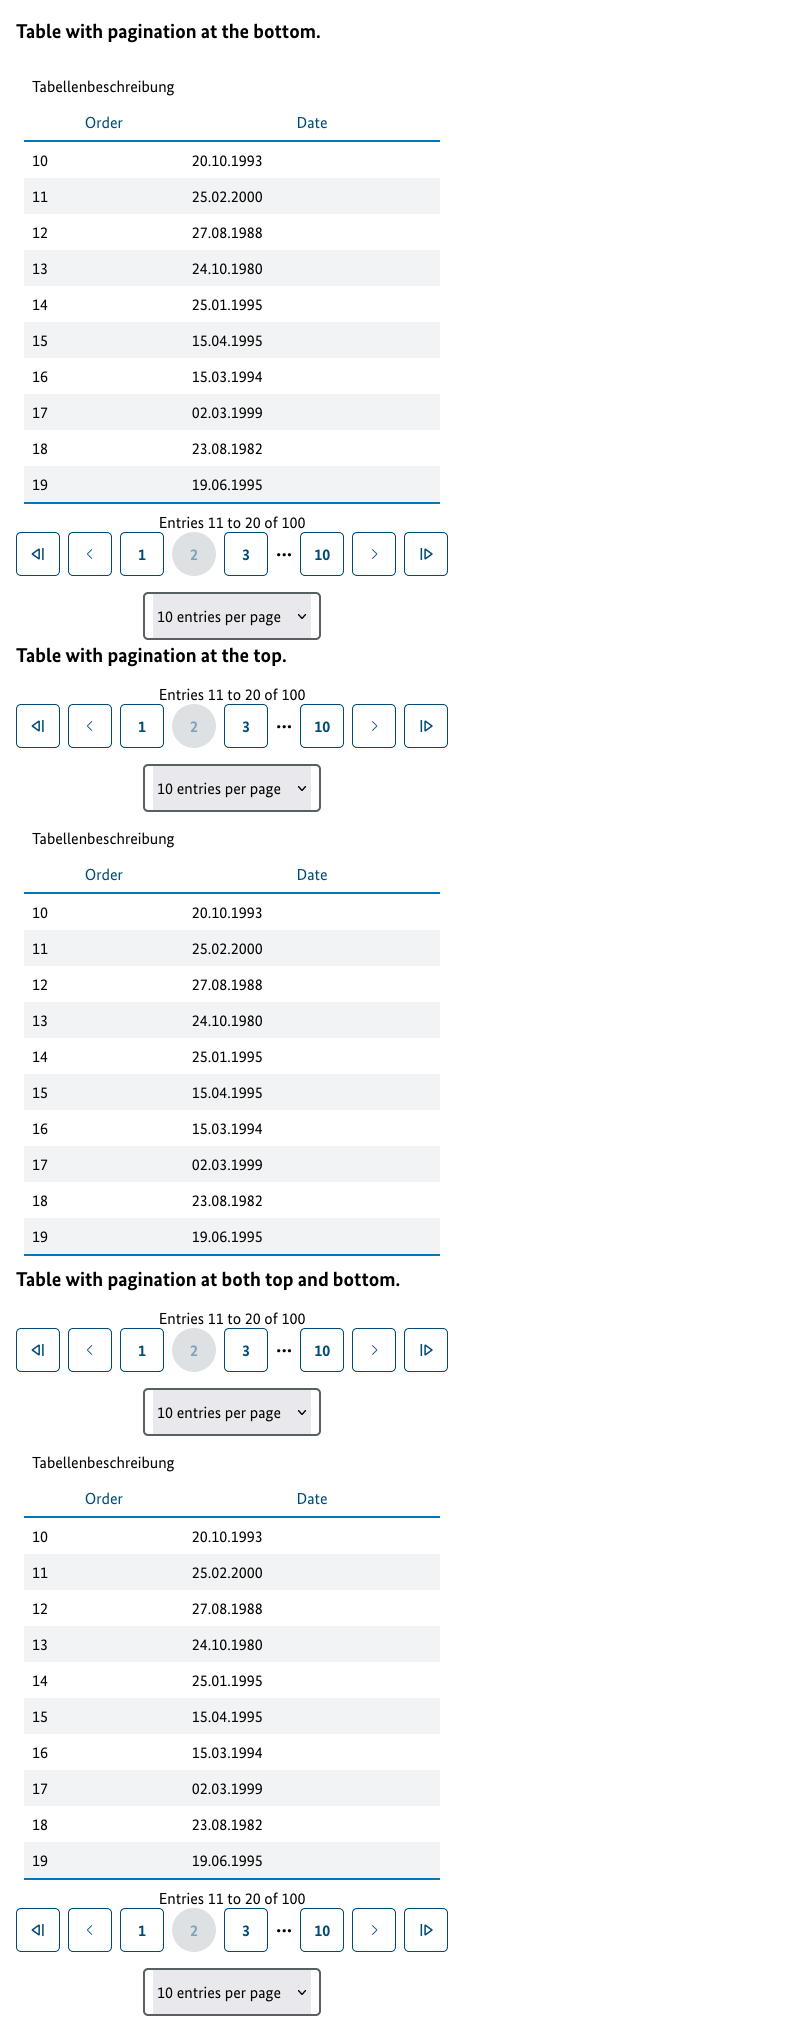 Table with pagination at the bottom.
Tabellenbeschreibung
Order Date
10 20.10.1993
11 25.02.2000
12 27.08.1988
13 24.10.1980
14 25.01.1995
15 15.04.1995
16 15.03.1994
17 02.03.1999
18 23.08.1982
19 19.06.1995
Entries 11 to 20 of 100
1 2 3 ... 10
10 entries per page
Table with pagination at the top.
Entries 11 to 20 of 100
1 2 3 ... 10
10 entries per page
Tabellenbeschreibung
Order Date
10 20.10.1993
11 25.02.2000
12 27.08.1988
13 24.10.1980
14 25.01.1995
15 15.04.1995
16 15.03.1994
17 02.03.1999
18 23.08.1982
19 19.06.1995
Table with pagination at both top and bottom.
Entries 11 to 20 of 100
1 2 3 ... 10
10 entries per page
Tabellenbeschreibung
Order Date
10 20.10.1993
11 25.02.2000
12 27.08.1988
13 24.10.1980
14 25.01.1995
15 15.04.1995
16 15.03.1994
17 02.03.1999
18 23.08.1982
19 19.06.1995
Entries 11 to 20 of 100
1 2 3 ... 10
10 entries per page